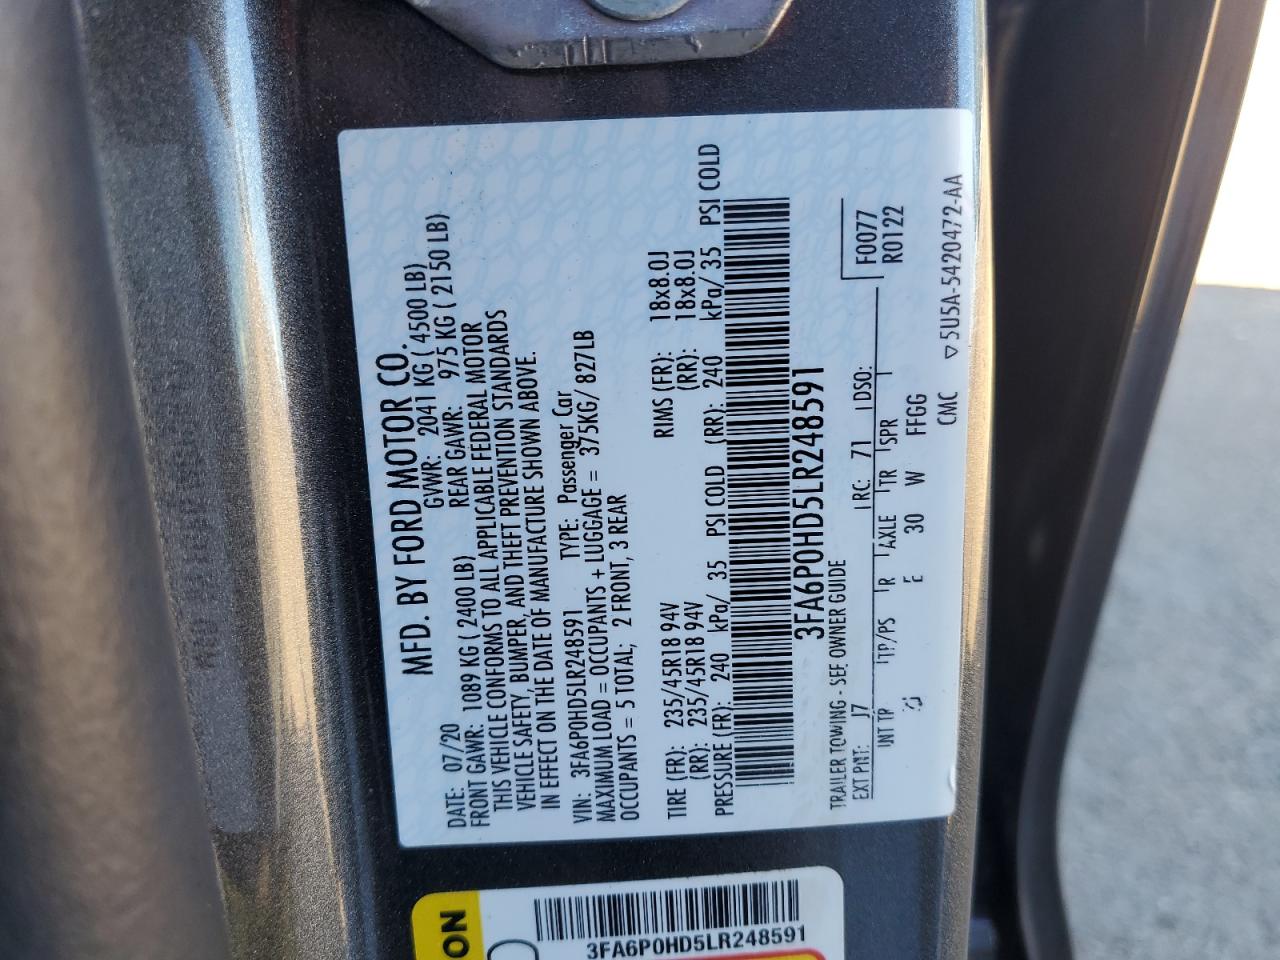 MFD. BY FORD MOTOR CO.
DATE: 07/20 GVWR: 2041 KG ( 4500 LB)
FRONT GAWR: 1089 KG ( 2400 LB) REAR GAWR: 975 KG ( 2150 LB)
THIS VEHICLE CONFORMS TO ALL APPLICABLE FEDERAL MOTOR
VEHICLE SAFETY, BUMPER, AND THEFT PREVENTION STANDARDS
IN EFFECT ON THE DATE OF MANUFACTURE SHOWN ABOVE.
VIN: 3FA6P0HD5LR248591 TYPE: Passenger Car
MAXIMUM LOAD = OCCUPANTS + LUGGAGE = 375KG/ 827LB
OCCUPANTS = 5 TOTAL; 2 FRONT, 3 REAR
TIRE (FR): 235/45R18 94V RIMS (FR): 18x8.0J
(RR): 235/45R18 94V (RR): 18x8.0J
PRESSURE (FR): 240 kPa/ 35 PSI COLD (RR): 240 kPa/ 35 PSI COLD
3FA6P0HD5LR248591
TRAILER TOWING - SEE OWNER GUIDE
F0077
R0122
EXT PNT: J7 RC: 71 DSO:
INT TR TP/PS R AXLE TR SPR
E 30 W FFGG
CMC ▽5U5A-5420472-AA
ON
3FA6P0HD5LR248591